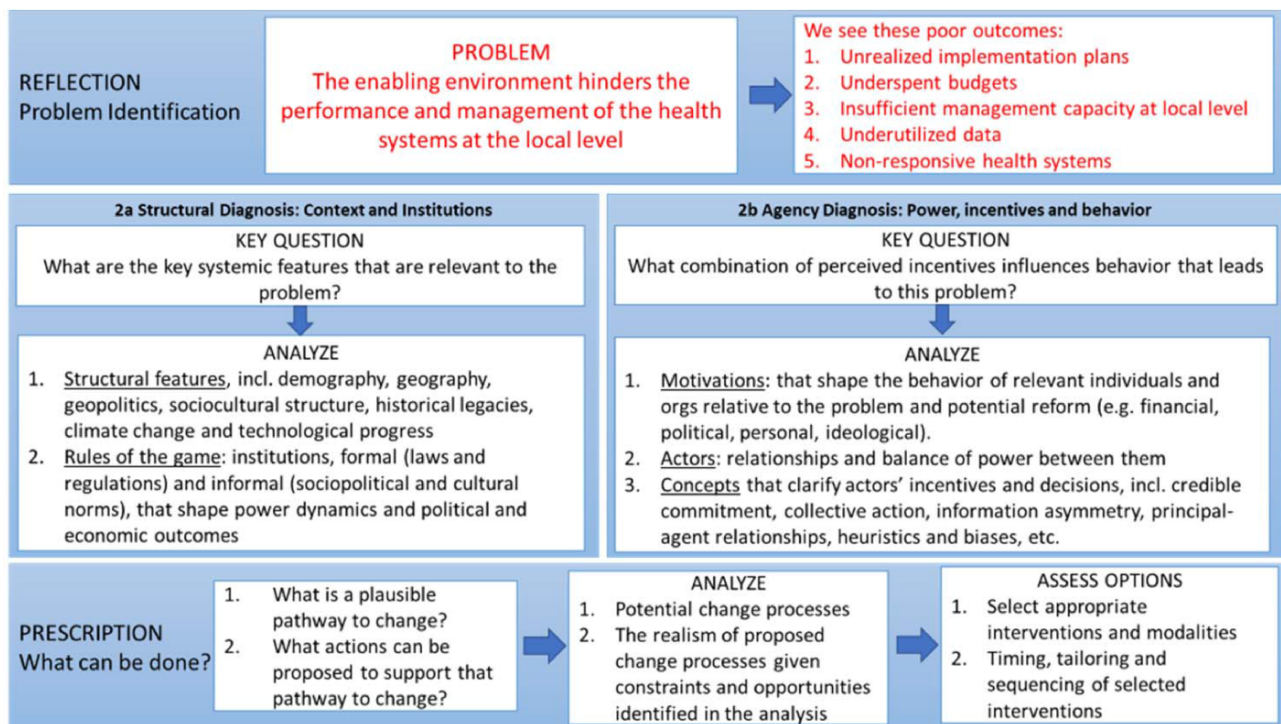 REFLECTION
Problem Identification
PROBLEM
The enabling environment hinders the
performance and management of the health
systems at the local level
We see these poor outcomes:
1. Unrealized implementation plans
2. Underspent budgets
3. Insufficient management capacity at local level
4. Underutilized data
5. Non-responsive health systems
2a Structural Diagnosis: Context and Institutions
KEY QUESTION
What are the key systemic features that are relevant to the
problem?
ANALYZE
1. Structural features, incl. demography, geography,
geopolitics, sociocultural structure, historical legacies,
climate change and technological progress
2. Rules of the game: institutions, formal (laws and
regulations) and informal (sociopolitical and cultural
norms), that shape power dynamics and political and
economic outcomes
2b Agency Diagnosis: Power, incentives and behavior
KEY QUESTION
What combination of perceived incentives influences behavior that leads
to this problem?
ANALYZE
1. Motivations: that shape the behavior of relevant individuals and
orgs relative to the problem and potential reform (e.g. financial,
political, personal, ideological).
2. Actors: relationships and balance of power between them
3. Concepts that clarify actors' incentives and decisions, incl. credible
commitment, collective action, information asymmetry, principal-
agent relationships, heuristics and biases, etc.
PRESCRIPTION
What can be done?
1. What is a plausible
pathway to change?
2. What actions can be
proposed to support that
pathway to change?
ANALYZE
1. Potential change processes
2. The realism of proposed
change processes given
constraints and opportunities
identified in the analysis
ASSESS OPTIONS
1. Select appropriate
interventions and modalities
2. Timing, tailoring and
sequencing of selected
interventions